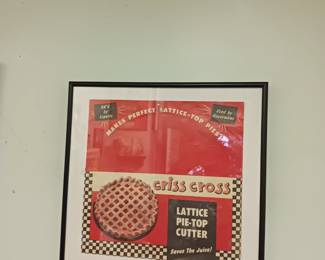 MAKES PERFECT LATTICE-TOP PIES
CRISS CROSS
LATTICE
PIE-TOP
CUTTER
Saves The Juice!